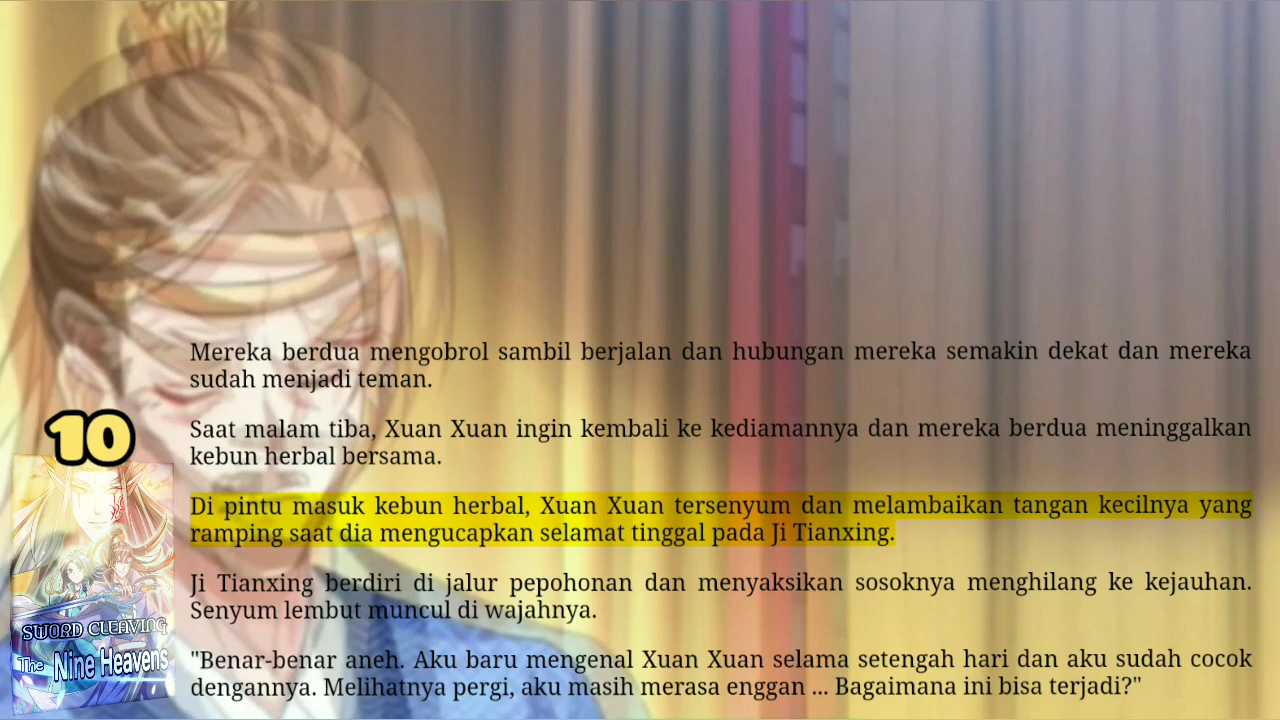 Mereka berdua mengobrol sambil berjalan dan hubungan mereka semakin dekat dan mereka
sudah menjadi teman.
Saat malam tiba, Xuan Xuan ingin kembali ke kediamannya dan mereka berdua meninggalkan
kebun herbal bersama.
Di pintu masuk kebun herbal, Xuan Xuan tersenyum dan melambaikan tangan kecilnya yang
ramping saat dia mengucapkan selamat tinggal pada Ji Tianxing.
Ji Tianxing berdiri di jalur pepohonan dan menyaksikan sosoknya menghilang ke kejauhan.
Senyum lembut muncul di wajahnya.
"Benar-benar aneh. Aku baru mengenal Xuan Xuan selama setengah hari dan aku sudah cocok
dengannya. Melihatnya pergi, aku masih merasa enggan ... Bagaimana ini bisa terjadi?"
10
SWORD CLEAVING
The Nine Heavens